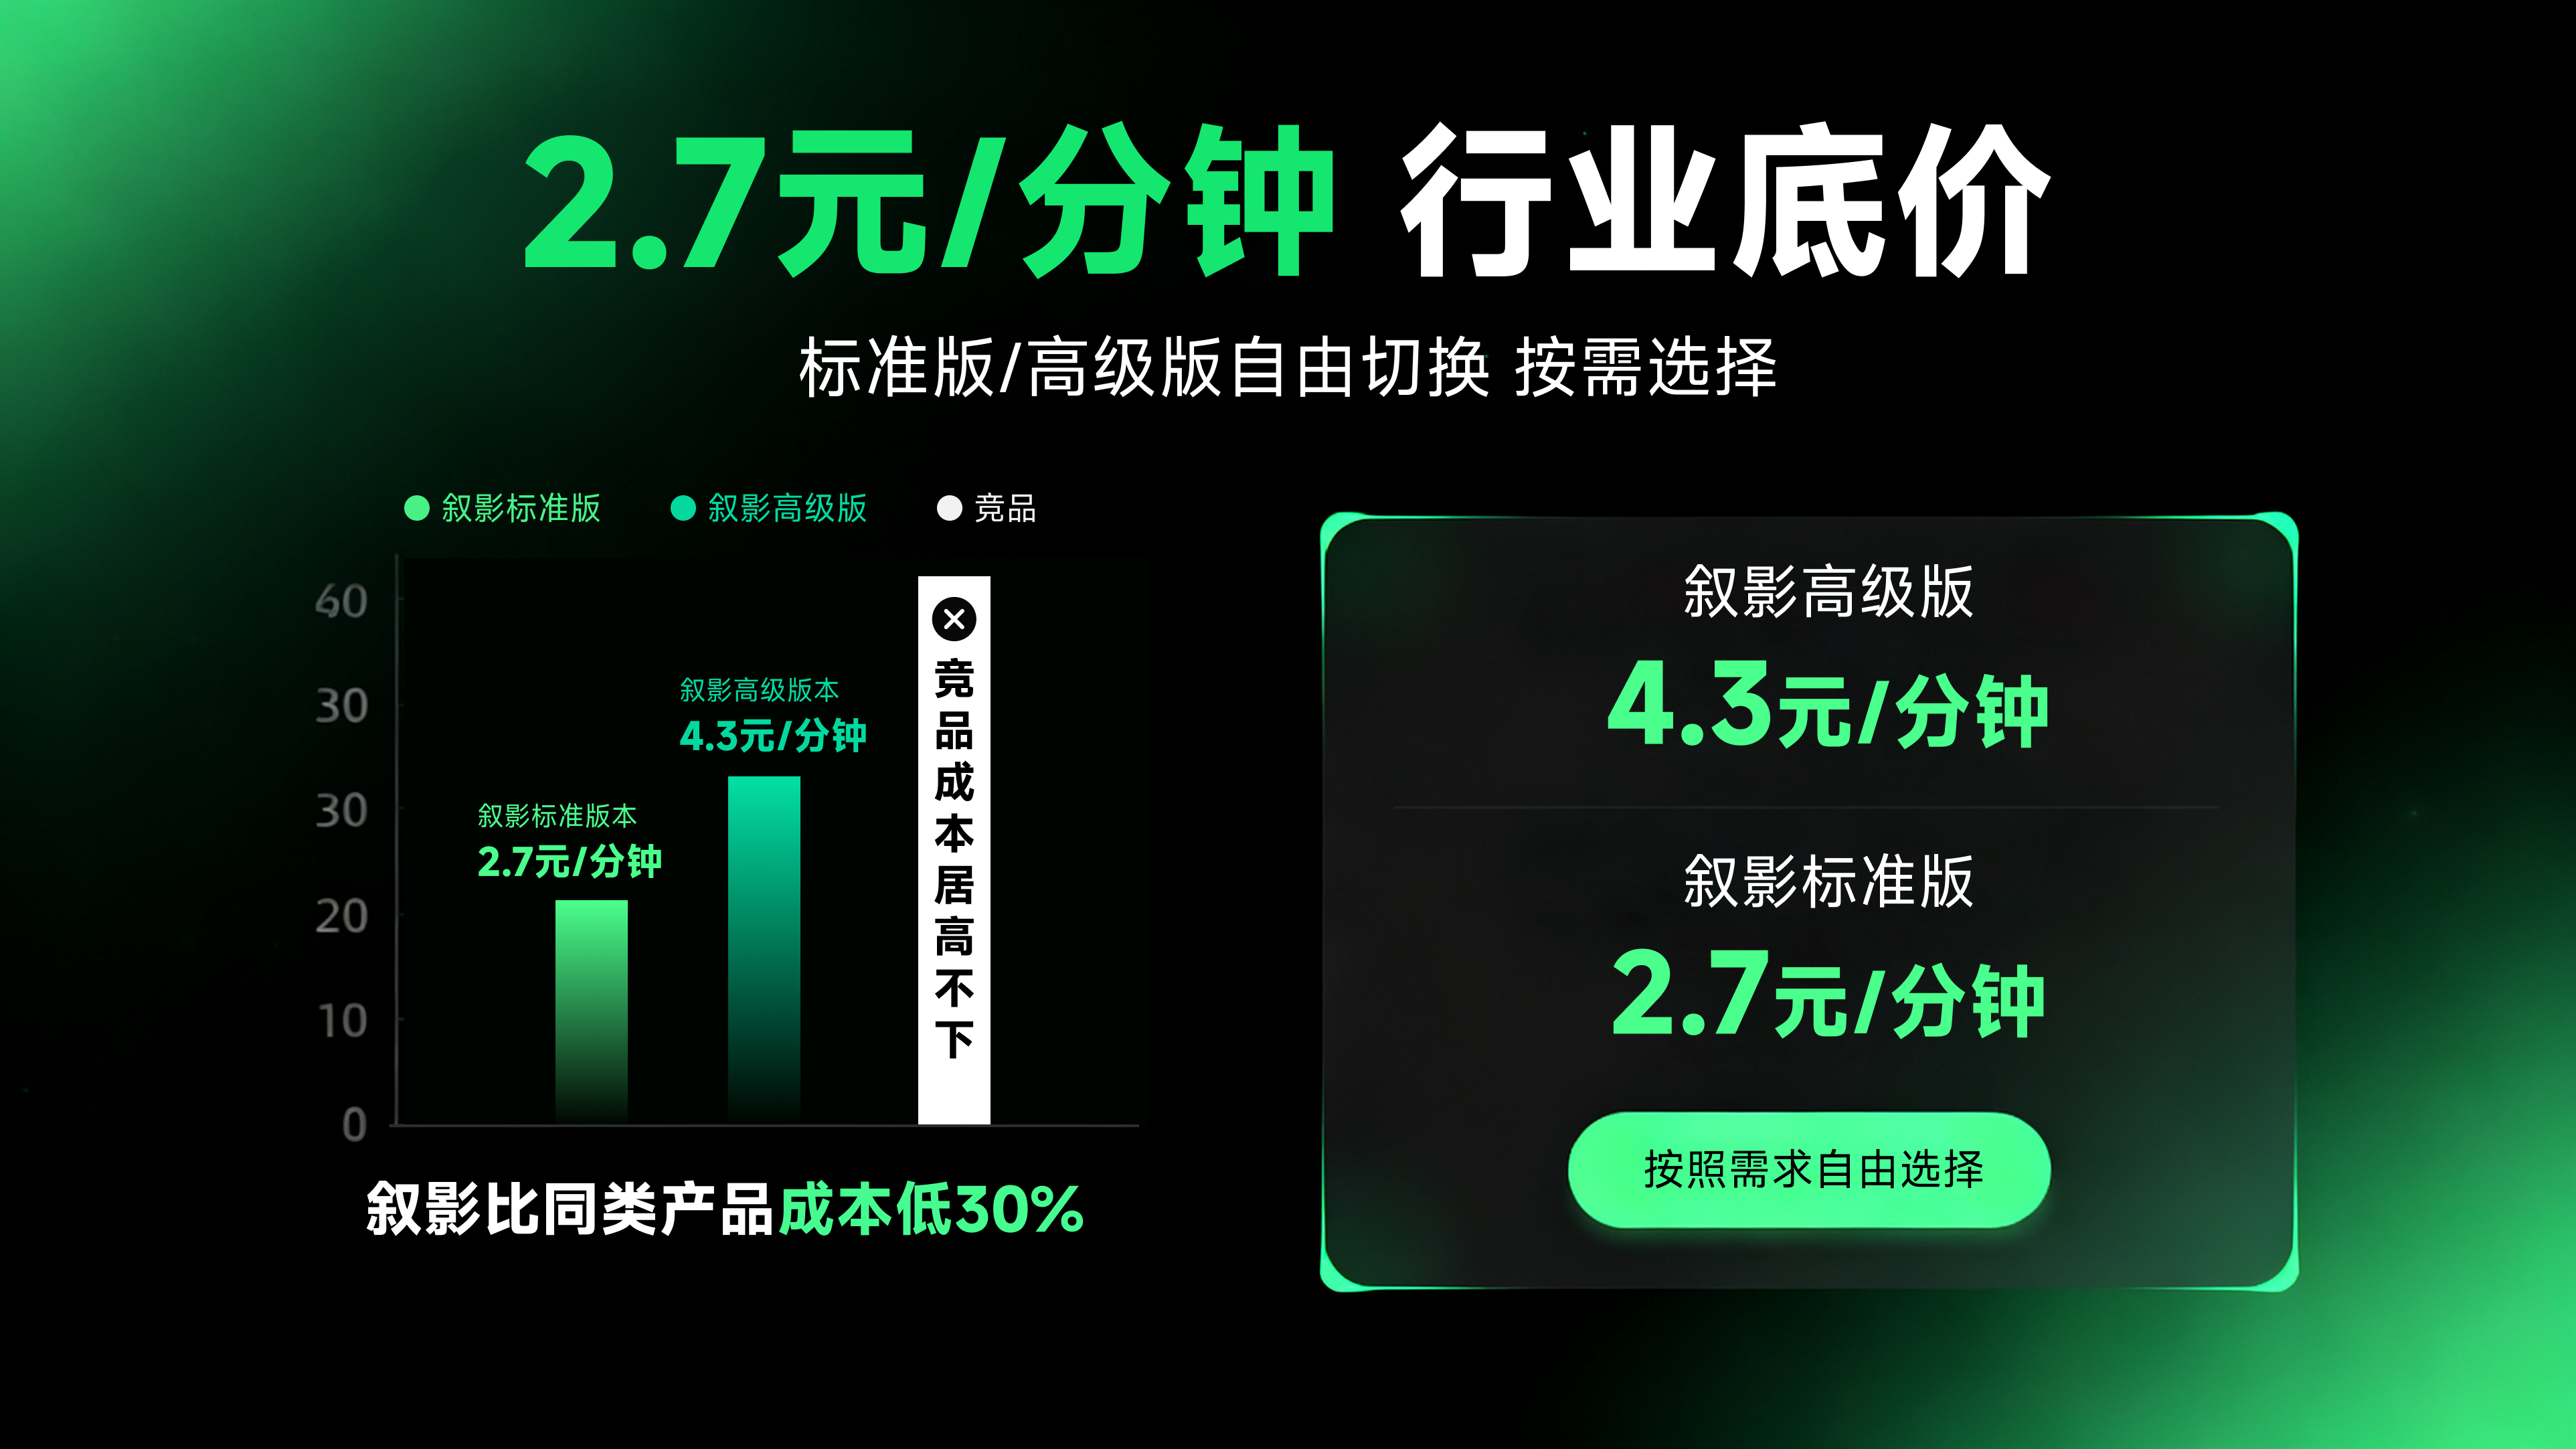 2.7元/分钟 行业底价
标准版/高级版自由切换 按需选择
叙影标准版
叙影高级版
竞品
40
30
30
20
10
0
叙影标准版本
2.7元/分钟
叙影高级版本
4.3元/分钟
竞品成本居高不下
叙影比同类产品成本低30%
叙影高级版
4.3元/分钟
叙影标准版
2.7元/分钟
按照需求自由选择